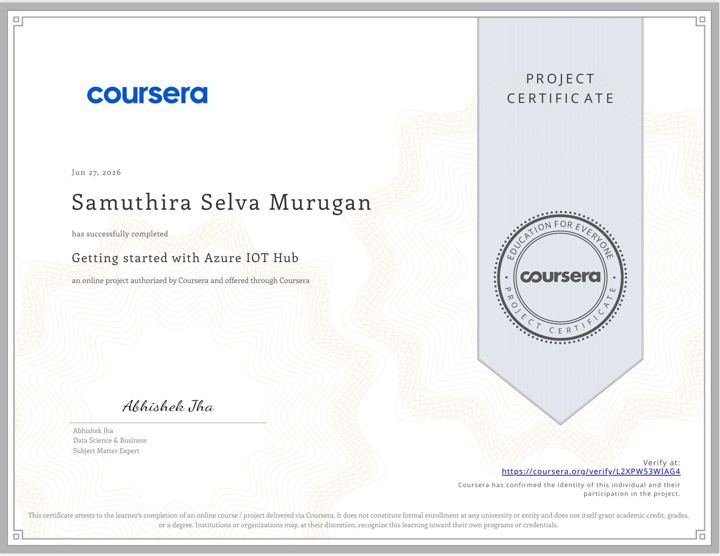 coursera
PROJECT
CERTIFICATE
Jun 27, 2026
Samuthira Selva Murugan
has successfully completed
Getting started with Azure IOT Hub
an online project authorized by Coursera and offered through Coursera
EDUCATION FOR EVERYONE
coursera
PROJECT CERTIFICATE
Abhishek Jha
Abhishek Jha
Data Science & Business
Subject Matter Expert
Verify at:
https://coursera.org/verify/L2XPW53WIAG4
Coursera has confirmed the identity of this individual and their
participation in the project.
This certificate attests to the learner's completion of an online course / project delivered via Coursera. It does not constitute formal enrollment at any university or entity and does not itself grant academic credit, grades,
or a degree. Institutions or organizations may, at their discretion, recognize this learning toward their own programs or credentials.